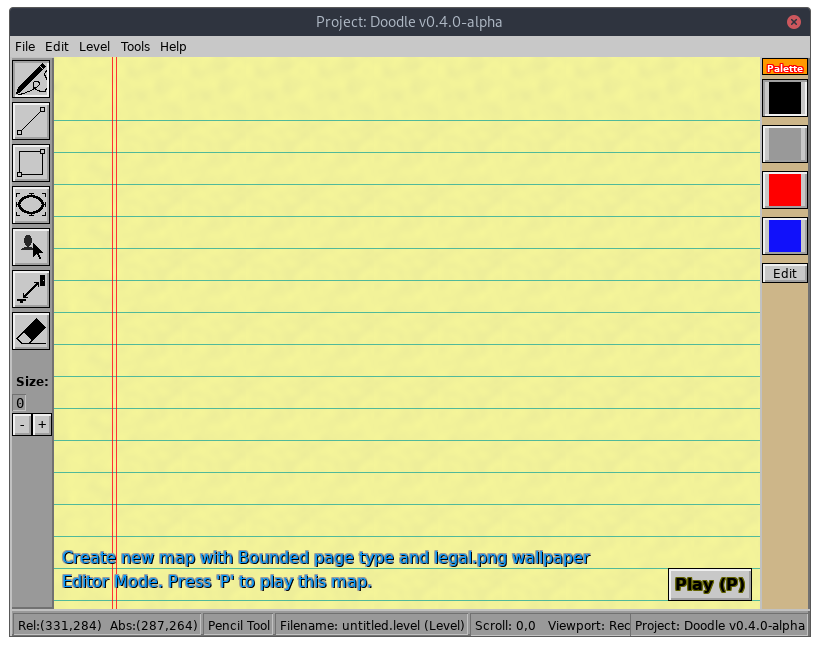 Project: Doodle v0.4.0-alpha
File Edit Level Tools Help
Palette
Edit
Size:
0
- +
Create new map with Bounded page type and legal.png wallpaper
Editor Mode. Press 'P' to play this map.
Play (P)
Rel:(331,284) Abs:(287,264) Pencil Tool Filename: untitled.level (Level) Scroll: 0,0 Viewport: Rec Project: Doodle v0.4.0-alpha